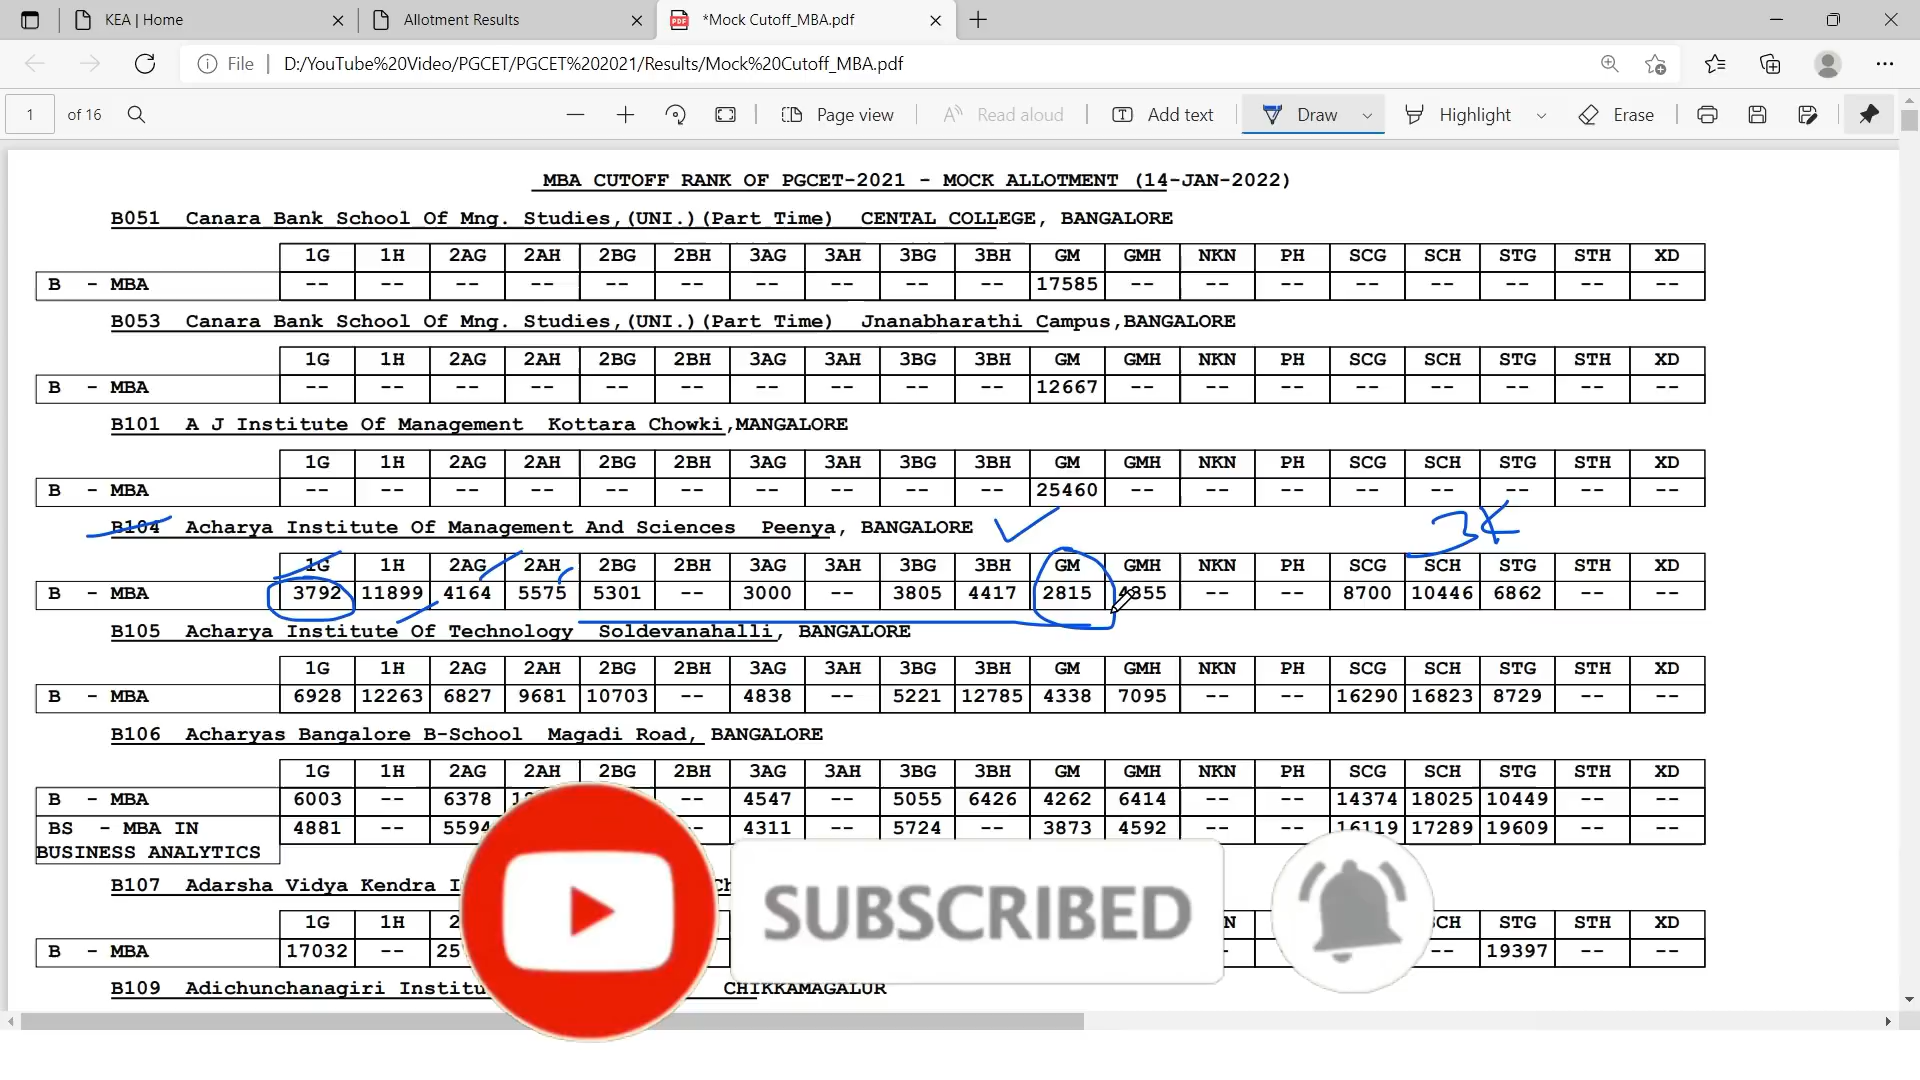 KEA | Home
Allotment Results
*Mock Cutoff_MBA.pdf
File
D:/YouTube%20Video/PGCET/PGCET%202021/Results/Mock%20Cutoff_MBA.pdf
1 of 16
Page view
Read aloud
Add text
Draw
Highlight
Erase
MBA CUTOFF RANK OF PGCET-2021 - MOCK ALLOTMENT (14-JAN-2022)
B051 Canara Bank School Of Mng. Studies,(UNI.)(Part Time) CENTAL COLLEGE, BANGALORE
1G 1H 2AG 2AH 2BG 2BH 3AG 3AH 3BG 3BH GM GMH NKN PH SCG SCH STG STH XD
B - MBA -- -- -- -- -- -- -- -- -- -- 17585 -- -- -- -- -- -- -- --
B053 Canara Bank School Of Mng. Studies,(UNI.)(Part Time) Jnanabharathi Campus,BANGALORE
1G 1H 2AG 2AH 2BG 2BH 3AG 3AH 3BG 3BH GM GMH NKN PH SCG SCH STG STH XD
B - MBA -- -- -- -- -- -- -- -- -- -- 12667 -- -- -- -- -- -- -- --
B101 A J Institute Of Management Kottara Chowki,MANGALORE
1G 1H 2AG 2AH 2BG 2BH 3AG 3AH 3BG 3BH GM GMH NKN PH SCG SCH STG STH XD
B - MBA -- -- -- -- -- -- -- -- -- -- 25460 -- -- -- -- -- -- -- --
B104 Acharya Institute Of Management And Sciences Peenya, BANGALORE
3K
1G 1H 2AG 2AH 2BG 2BH 3AG 3AH 3BG 3BH GM GMH NKN PH SCG SCH STG STH XD
B - MBA 3792 11899 4164 5575 5301 -- 3000 -- 3805 4417 2815 4355 -- -- 8700 10446 6862 -- --
B105 Acharya Institute Of Technology Soldevanahalli, BANGALORE
1G 1H 2AG 2AH 2BG 2BH 3AG 3AH 3BG 3BH GM GMH NKN PH SCG SCH STG STH XD
B - MBA 6928 12263 6827 9681 10703 -- 4838 -- 5221 12785 4338 7095 -- -- 16290 16823 8729 -- --
B106 Acharyas Bangalore B-School Magadi Road, BANGALORE
1G 1H 2AG 2AH 2BG 2BH 3AG 3AH 3BG 3BH GM GMH NKN PH SCG SCH STG STH XD
B - MBA 6003 -- 6378 -- 4547 -- 5055 6426 4262 6414 -- -- 14374 18025 10449 -- --
BS - MBA IN 4881 -- 5594 -- 4311 -- 5724 -- 3873 4592 -- -- 16119 17289 19609 -- --
BUSINESS ANALYTICS
B107 Adarsha Vidya Kendra
1G 1H SCH STG STH XD
B - MBA 17032 -- -- 19397 -- --
B109 Adichunchanagiri CHIKKAMAGALUR
SUBSCRIBED